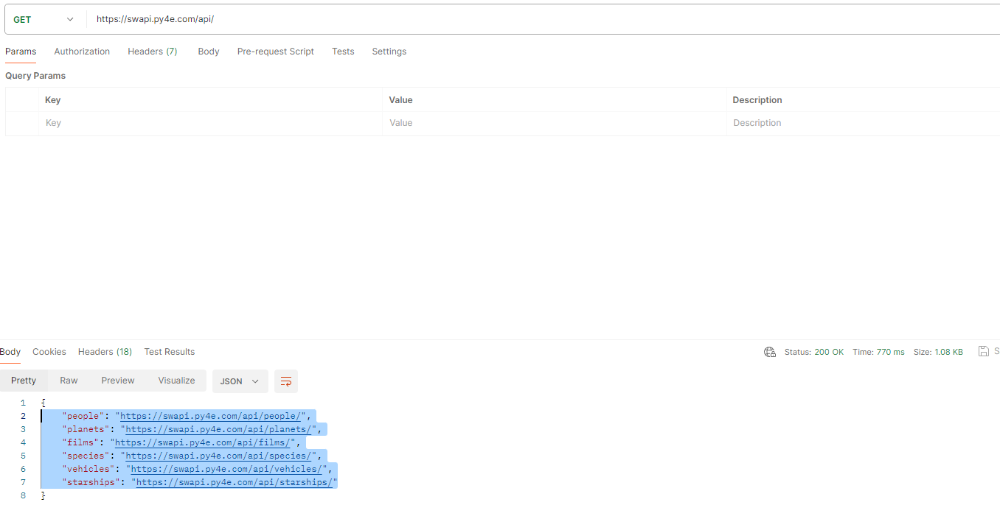 GET https://swapi.py4e.com/api/
Params Authorization Headers (7) Body Pre-request Script Tests Settings
Query Params
Key Value Description
Key Value Description
Body Cookies Headers (18) Test Results Status: 200 OK Time: 770 ms Size: 1.08 KB S
Pretty Raw Preview Visualize JSON
1 {
2 "people": "https://swapi.py4e.com/api/people/",
3 "planets": "https://swapi.py4e.com/api/planets/",
4 "films": "https://swapi.py4e.com/api/films/",
5 "species": "https://swapi.py4e.com/api/species/",
6 "vehicles": "https://swapi.py4e.com/api/vehicles/",
7 "starships": "https://swapi.py4e.com/api/starships/"
8 }